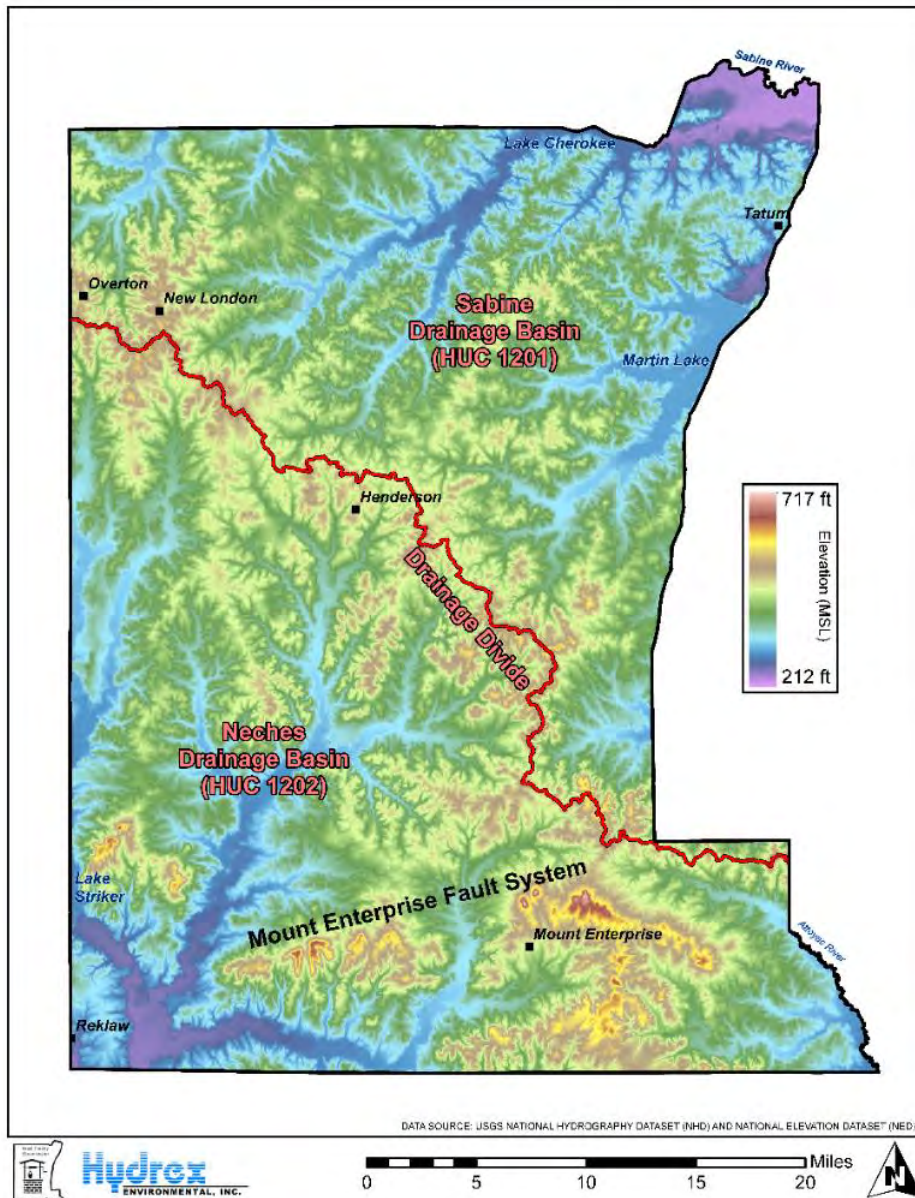 Sabine River
Lake Cherokee
Tatum
Overton
New London
Sabine
Drainage Basin
(HUC 1201)
Martin Lake
Henderson
717 ft
Elevation (MSL)
212 ft
Drainage Divide
Neches
Drainage Basin
(HUC 1202)
Lake
Striker
Mount Enterprise Fault System
Mount Enterprise
Attoyac River
Reklaw
DATA SOURCE: USGS NATIONAL HYDROGRAPHY DATASET (NHD) AND NATIONAL ELEVATION DATASET (NED)
Hydrex
ENVIRONMENTAL, INC.
Miles
0 5 10 15 20
N